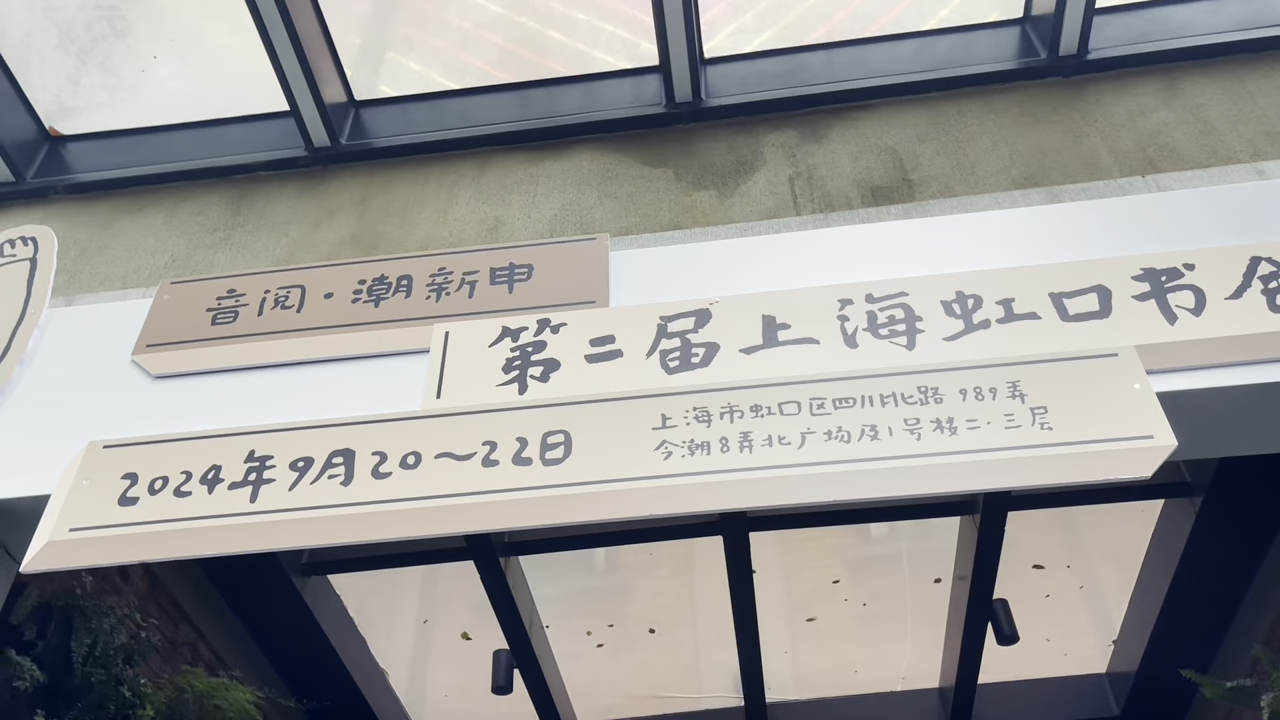 音阅·潮新申
第二届上海虹口书
2024年9月20～22日
上海市虹口区四川北路 989弄
今潮8弄北广场及1号楼二·三层